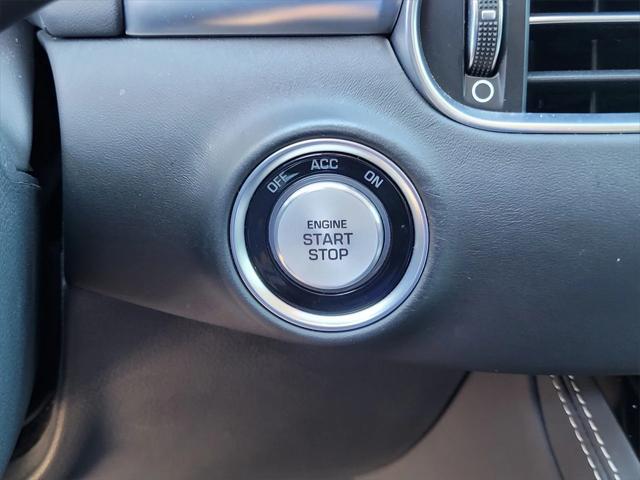 OFF ACC ON
ENGINE
START
STOP